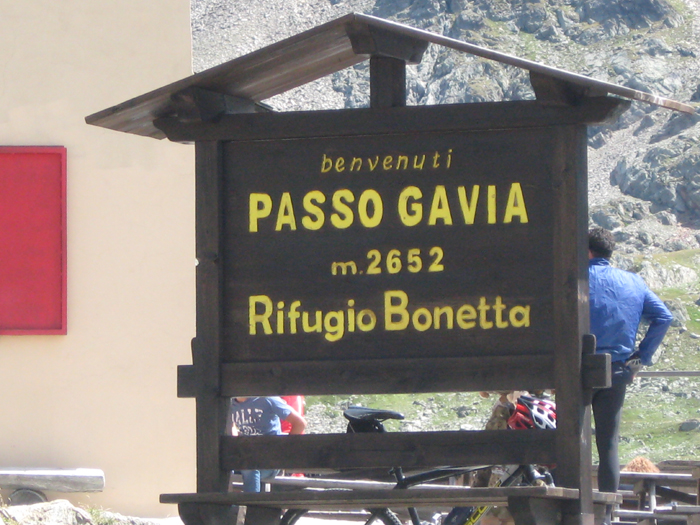 benvenuti
PASSO GAVIA
m.2652
Rifugio Bonetta